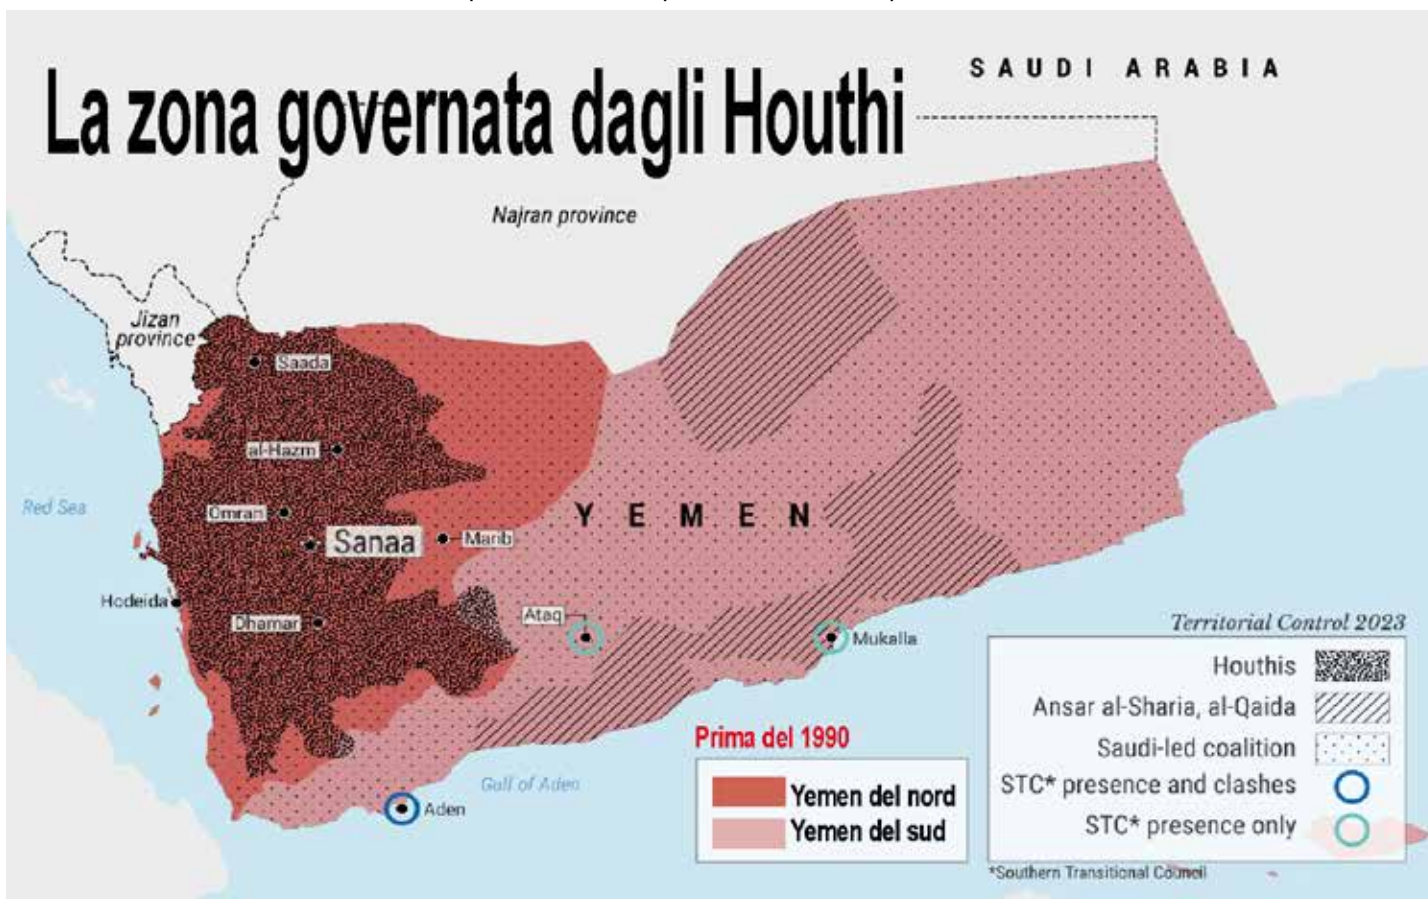 La zona governata dagli Houthi
SAUDI ARABIA
Najran province
Jizan
province
Saada
al-Hazm
Red Sea
Omran
Sanaa
Marib
YEMEN
Hodeida
Dhamar
Ataq
Mukalla
Gulf of Aden
Aden
Prima del 1990
Yemen del nord
Yemen del sud
Territorial Control 2023
Houthis
Ansar al-Sharia, al-Qaida
Saudi-led coalition
STC* presence and clashes
STC* presence only
*Southern Transitional Council